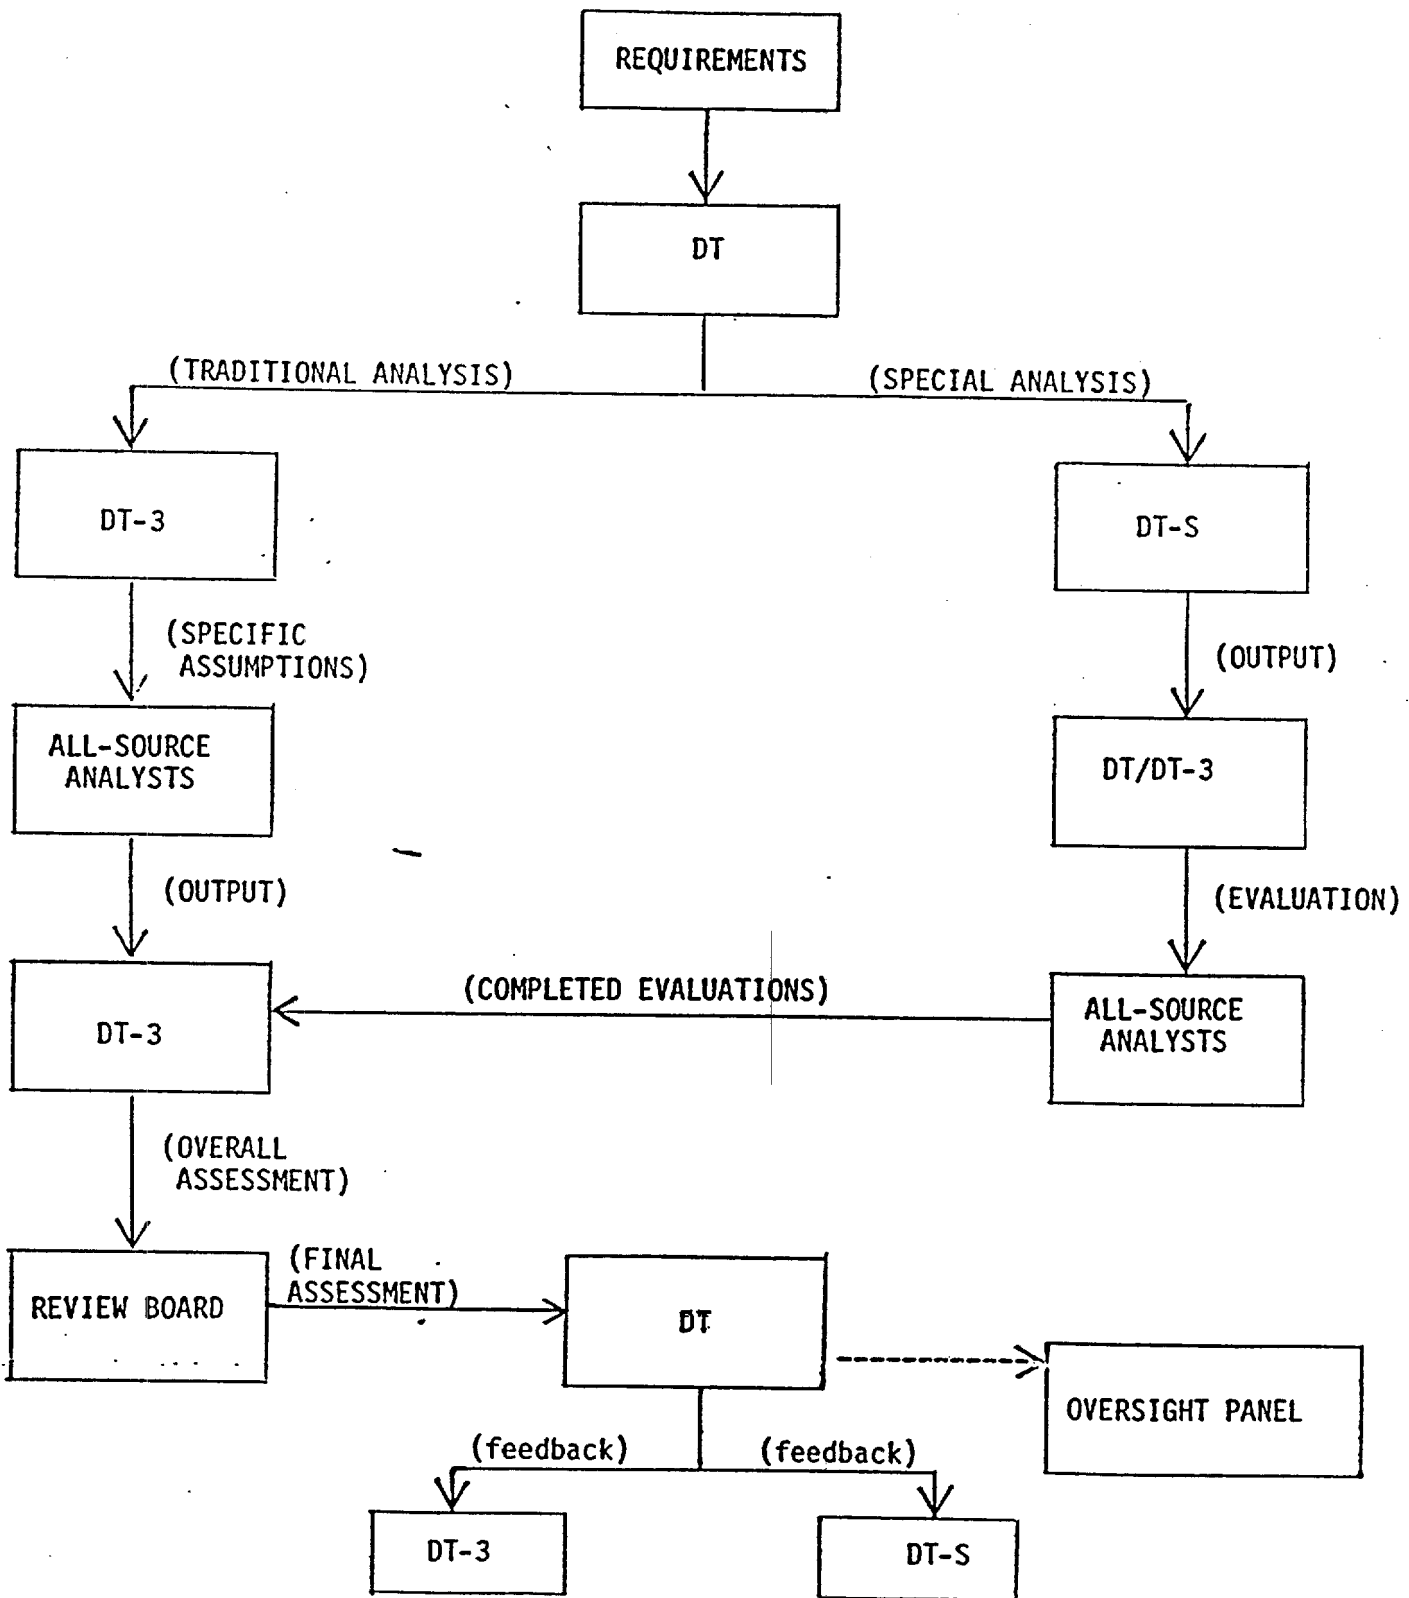 REQUIREMENTS
DT
(TRADITIONAL ANALYSIS)
(SPECIAL ANALYSIS)
DT-3
DT-S
(SPECIFIC
ASSUMPTIONS)
(OUTPUT)
ALL-SOURCE
ANALYSTS
DT/DT-3
(OUTPUT)
(EVALUATION)
(COMPLETED EVALUATIONS)
DT-3
ALL-SOURCE
ANALYSTS
(OVERALL
ASSESSMENT)
(FINAL
ASSESSMENT)
REVIEW BOARD
DT
OVERSIGHT PANEL
(feedback)
(feedback)
DT-3
DT-S